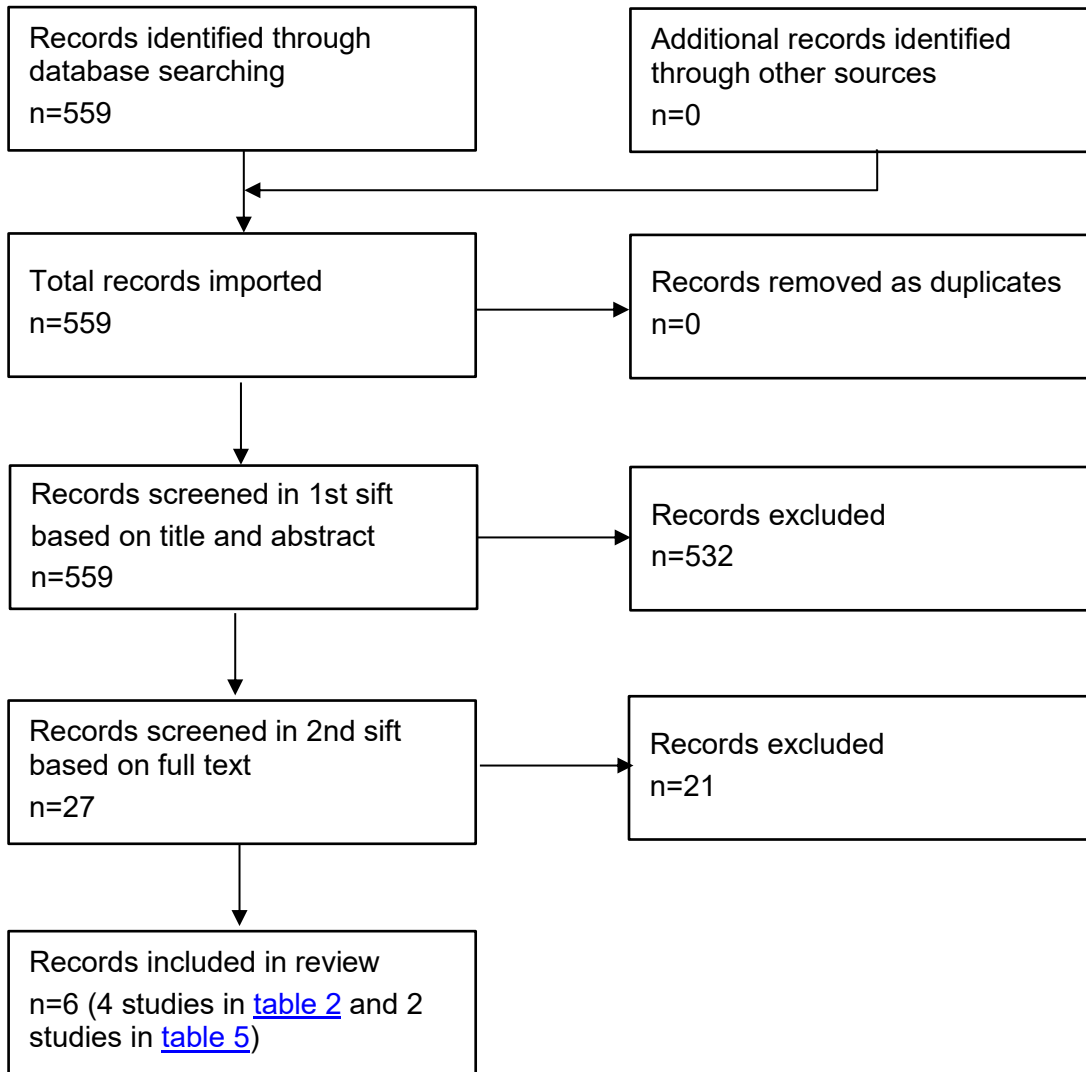 Records identified through
database searching
n=559
Additional records identified
through other sources
n=0
Total records imported
n=559
Records removed as duplicates
n=0
Records screened in 1st sift
based on title and abstract
n=559
Records excluded
n=532
Records screened in 2nd sift
based on full text
n=27
Records excluded
n=21
Records included in review
n=6 (4 studies in table 2 and 2
studies in table 5)